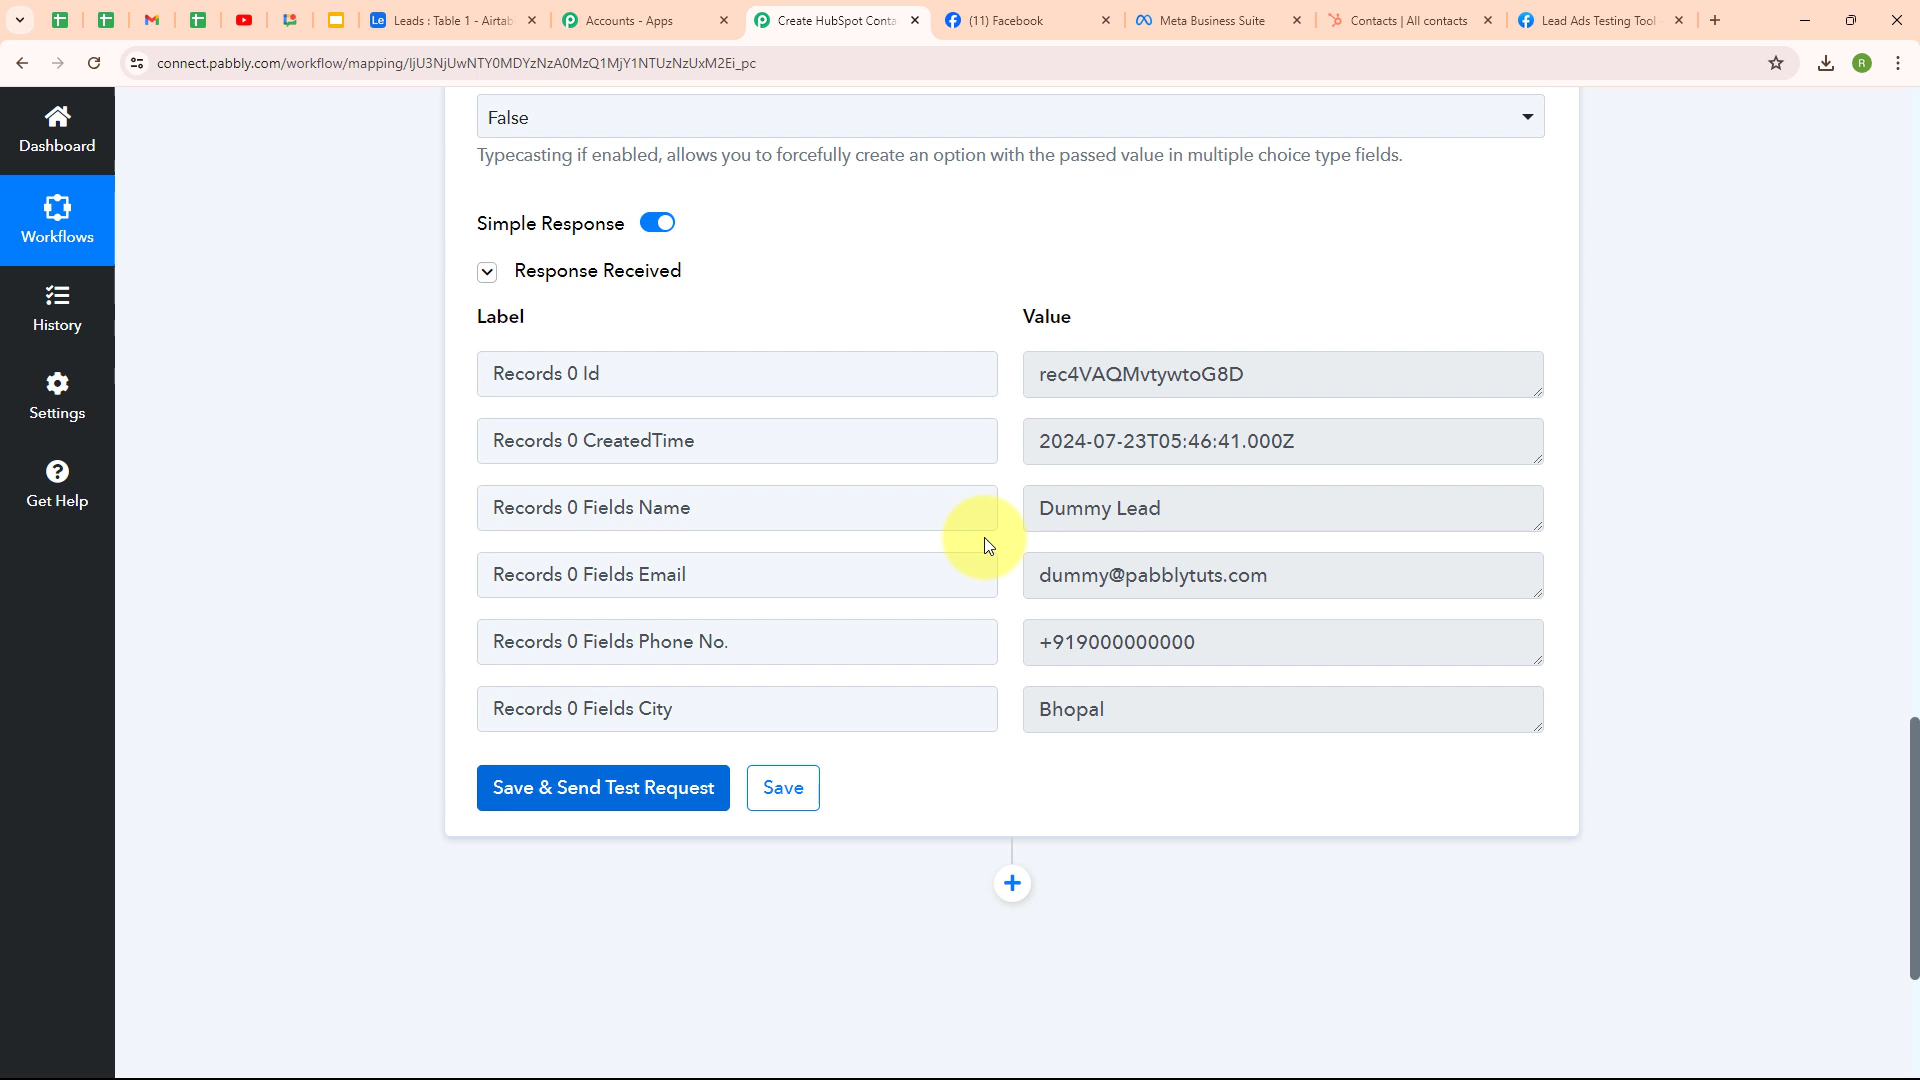 Leads : Table 1 - Airtab
Accounts - Apps
Create HubSpot Conta
(11) Facebook
Meta Business Suite
Contacts | All contacts
Lead Ads Testing Tool
connect.pabbly.com/workflow/mapping/IjU3NjUwNTY0MDYzNzA0MzQ1MjY1NTUzNzUxM2Ei_pc
R
Dashboard
Workflows
History
Settings
Get Help
False
Typecasting if enabled, allows you to forcefully create an option with the passed value in multiple choice type fields.
Simple Response
Response Received
Label Value
Records 0 Id rec4VAQMvtywtoG8D
Records 0 CreatedTime 2024-07-23T05:46:41.000Z
Records 0 Fields Name Dummy Lead
Records 0 Fields Email dummy@pabblytuts.com
Records 0 Fields Phone No. +919000000000
Records 0 Fields City Bhopal
Save & Send Test Request Save